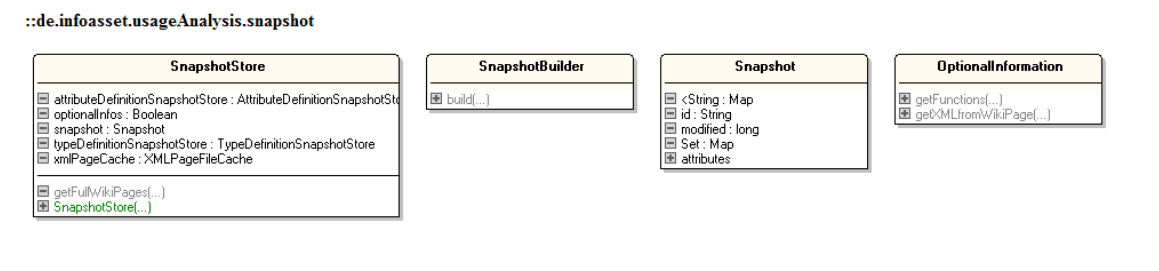 ::de.infoasset.usageAnalysis.snapshot
SnapshotStore
attributeDefinitionSnapshotStore : AttributeDefinitionSnapshotSto
optionalInfos : Boolean
snapshot : Snapshot
typeDefinitionSnapshotStore : TypeDefinitionSnapshotStore
xmlPageCache : XMLPageFileCache
getFullWikiPages(...)
SnapshotStore(...)
SnapshotBuilder
build(...)
Snapshot
<String : Map
id : String
modified : long
Set : Map
attributes
OptionalInformation
getFunctions(...)
getXMLfromWikiPage(...)